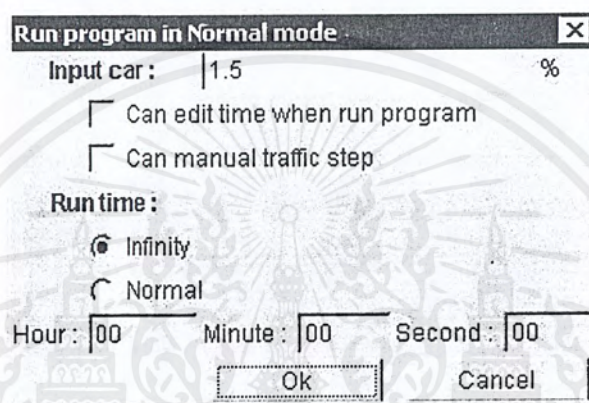 Run program in Normal mode
Input car : 1.5 %
Can edit time when run program
Can manual traffic step
Run time :
Infinity
Normal
Hour : 00 Minute : 00 Second : 00
Ok Cancel